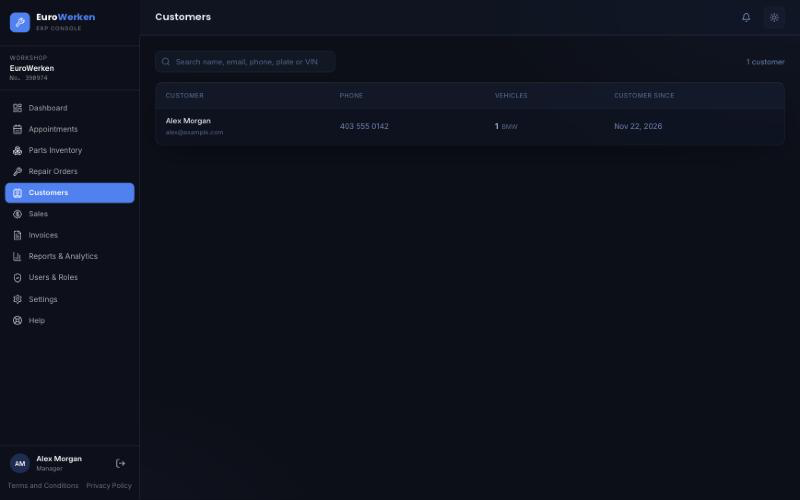 EuroWerken
EXP CONSOLE
WORKSHOP
EuroWerken
No. 390974
Dashboard
Appointments
Parts Inventory
Repair Orders
Customers
Sales
Invoices
Reports & Analytics
Users & Roles
Settings
Help
AM
Alex Morgan
Manager
Terms and Conditions
Privacy Policy
Customers
Search name, email, phone, plate or VIN
1 customer
CUSTOMER PHONE VEHICLES CUSTOMER SINCE
Alex Morgan
alex@example.com
403 555 0142
1 BMW
Nov 22, 2026